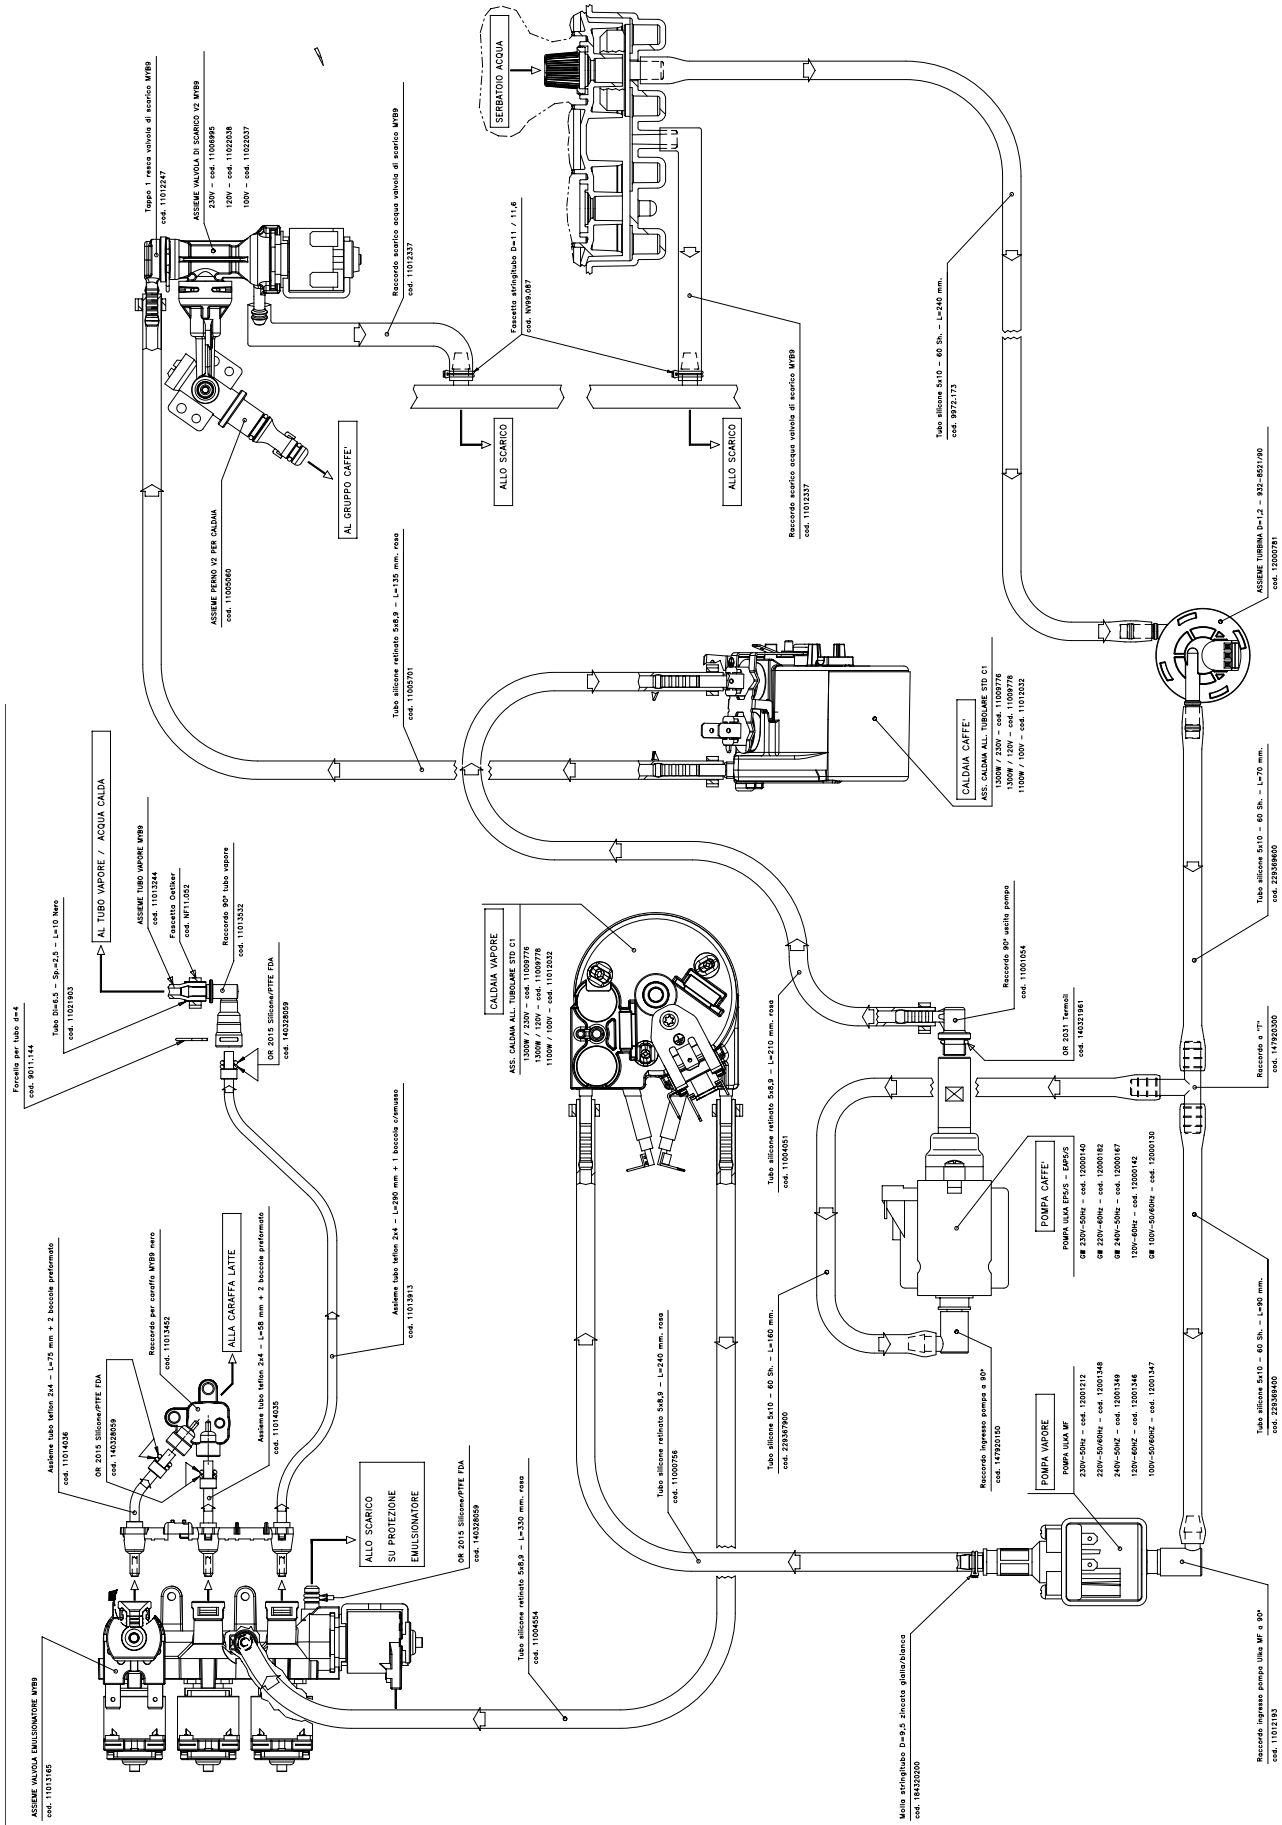 Forcella per tubo d=4
cod. 9011.144
Tubo Di=6,5 - Sp.=2,5 - L=10 Nero
cod. 11021903
AL TUBO VAPORE / ACQUA CALDA
ASSIEME TUBO VAPORE MYB9
cod. 11013244
Fascetta Oetiker
cod. NF11.052
Raccordo 90° tubo vapore
cod. 11013532
OR 2015 Silicone/PTFE FDA
cod. 140328059
Tappo 1 resca valvola di scarico MYB9
cod. 11012247
ASSIEME VALVOLA DI SCARICO V2 MYB9
230V - cod. 11008995
120V - cod. 11022038
100V - cod. 11022037
ASSIEME PERNO V2 PER CALDAIA
cod. 11005060
AL GRUPPO CAFFE'
Raccordo scarico acqua valvola di scarico MYB9
cod. 11012337
ALLO SCARICO
Fascetta stringitubo D=11 / 11,6
cod. NV99.087
SERBATOIO ACQUA
ALLO SCARICO
Raccordo scarico acqua valvola di scarico MYB9
cod. 11012337
Tubo silicone 5x10 - 60 Sh. - L=240 mm.
cod. 9972.173
ASSIEME TURBINA D=1,2 - 932-8521/90
cod. 12000781
Tubo silicone retinato 5x8,9 - L=135 mm. rosa
cod. 11005701
CALDAIA CAFFE'
ASS. CALDAIA ALL. TUBOLARE STD C1
1300W / 230V - cod. 11009776
1300W / 120V - cod. 11009778
1100W / 100V - cod. 11012032
CALDAIA VAPORE
ASS. CALDAIA ALL. TUBOLARE STD C1
1300W / 230V - cod. 11009776
1300W / 120V - cod. 11009778
1100W / 100V - cod. 11012032
Tubo silicone retinato 5x8,9 - L=210 mm. rosa
cod. 11004051
Raccordo 90° uscita pompa
cod. 11001054
OR 2031 Termoil
cod. 140321961
Tubo silicone 5x10 - 60 Sh. - L=70 mm.
cod. 229369600
Raccordo a "T"
cod. 147920300
POMPA CAFFE'
POMPA ULKA EP5/S - EAP5/S
GW 230V-50Hz - cod. 12000140
GW 220V-60Hz - cod. 12000182
GW 240V-50Hz - cod. 12000167
120V-60Hz - cod. 12000142
GW 100V-50/60Hz - cod. 12000130
Tubo silicone 5x10 - 60 Sh. - L=160 mm.
cod. 229367900
Raccordo ingresso pompa a 90°
cod. 147920150
POMPA VAPORE
POMPA ULKA MF
230V-50Hz - cod. 12001212
220V-50/60Hz - cod. 12001348
240V-50HZ - cod. 12001349
120V-60HZ - cod. 12001346
100V-50/60HZ - cod. 12001347
Tubo silicone 5x10 - 60 Sh. - L=90 mm.
cod. 229369400
Raccordo ingresso pompa Ulka MF a 90°
cod. 11012193
Molla stringitubo D=9,5 zincata gialla/bianca
cod. 184320200
Tubo silicone retinato 5x8,9 - L=240 mm. rosa
cod. 11000756
Tubo silicone retinato 5x8,9 - L=330 mm. rosa
cod. 11004554
Assieme tubo teflon 2x4 - L=290 mm + 1 boccola c/smusso
cod. 11013913
Assieme tubo teflon 2x4 - L=75 mm + 2 boccole preformato
cod. 11014036
OR 2015 Silicone/PTFE FDA
cod. 140328059
Raccordo per caraffa MYB9 nero
cod. 11013452
ALLA CARAFFA LATTE
Assieme tubo teflon 2x4 - L=58 mm + 2 boccole preformato
cod. 11014035
ALLO SCARICO
SU PROTEZIONE
EMULSIONATORE
OR 2015 Silicone/PTFE FDA
cod. 140328059
ASSIEME VALVOLA EMULSIONATORE MYB9
cod. 11013165